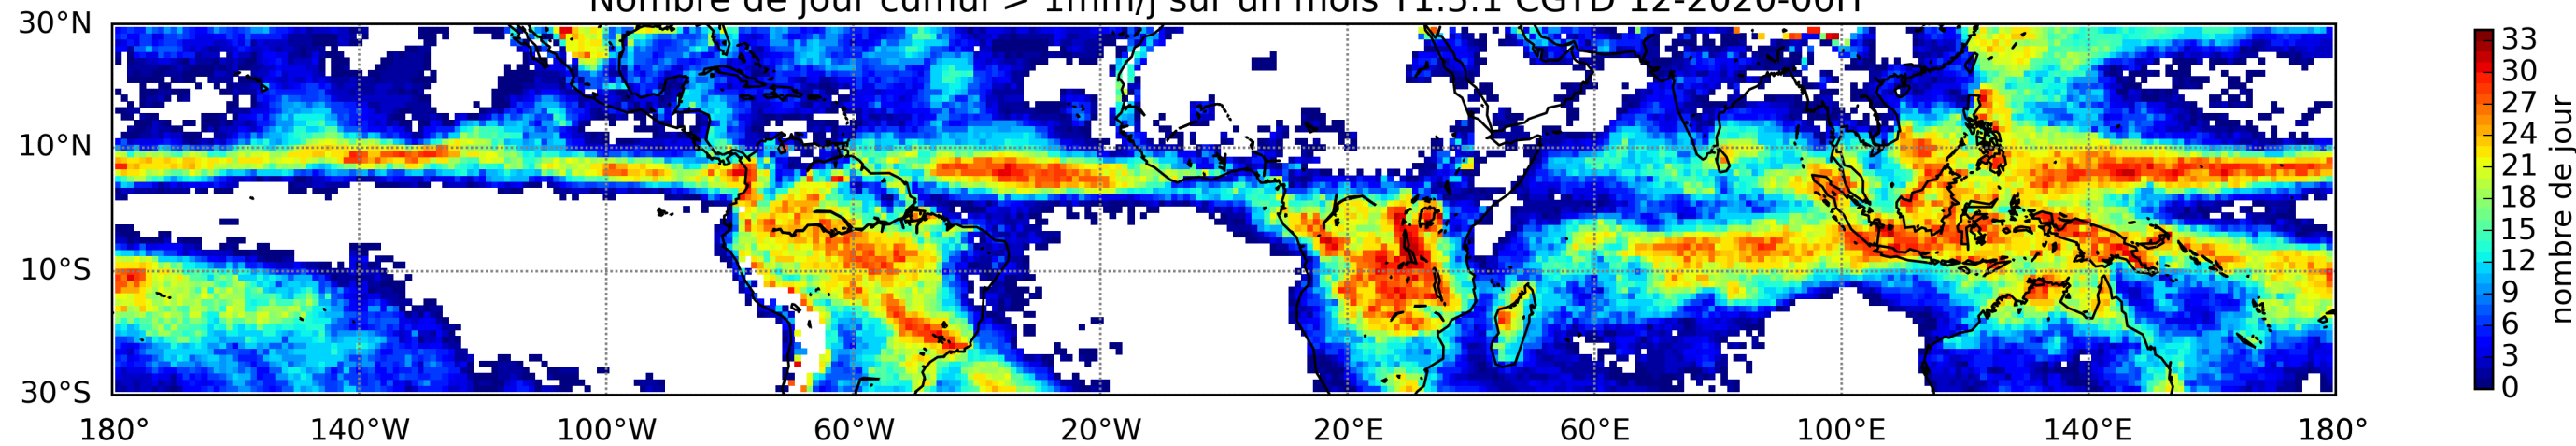 Nombre de jour cumul > 1mm/j sur un mois T1.5.1 CGTD 12-2020-00H
30°N
10°N
10°S
30°S
180° 140°W 100°W 60°W 20°W 20°E 60°E 100°E 140°E 180°
33
30
27
24
21
18
15
12
9
6
3
0
nombre de jour